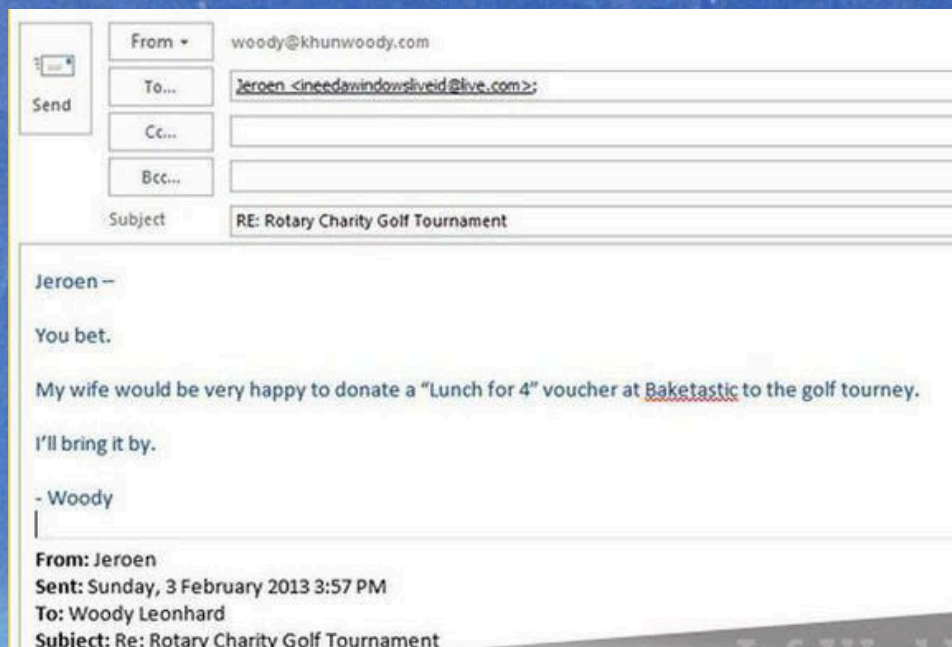 From
woody@khunwoody.com
Send
To...
Jeroen <ineedawindowsliveid@live.com>;
Cc...
Bcc...
Subject
RE: Rotary Charity Golf Tournament
Jeroen –
You bet.
My wife would be very happy to donate a “Lunch for 4” voucher at Baketastic to the golf tourney.
I’ll bring it by.
- Woody
From: Jeroen
Sent: Sunday, 3 February 2013 3:57 PM
To: Woody Leonhard
Subject: Re: Rotary Charity Golf Tournament